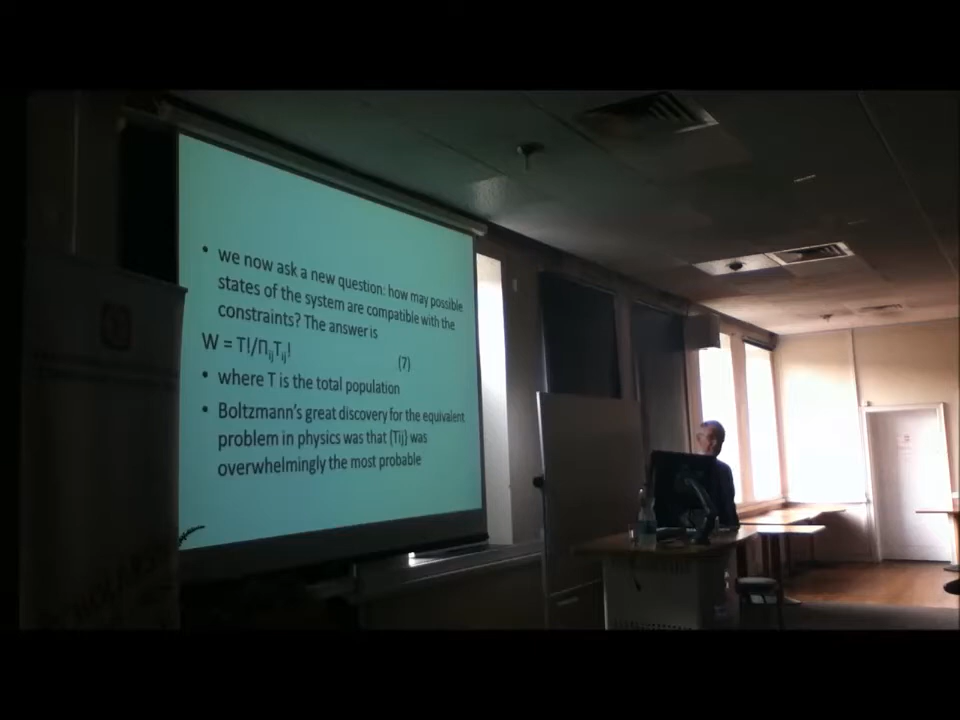 • we now ask a new question: how may possible
states of the system are compatible with the
constraints? The answer is
W = T!/ΠijTij! (7)
• where T is the total population
• Boltzmann's great discovery for the equivalent
problem in physics was that {Tij} was
overwhelmingly the most probable